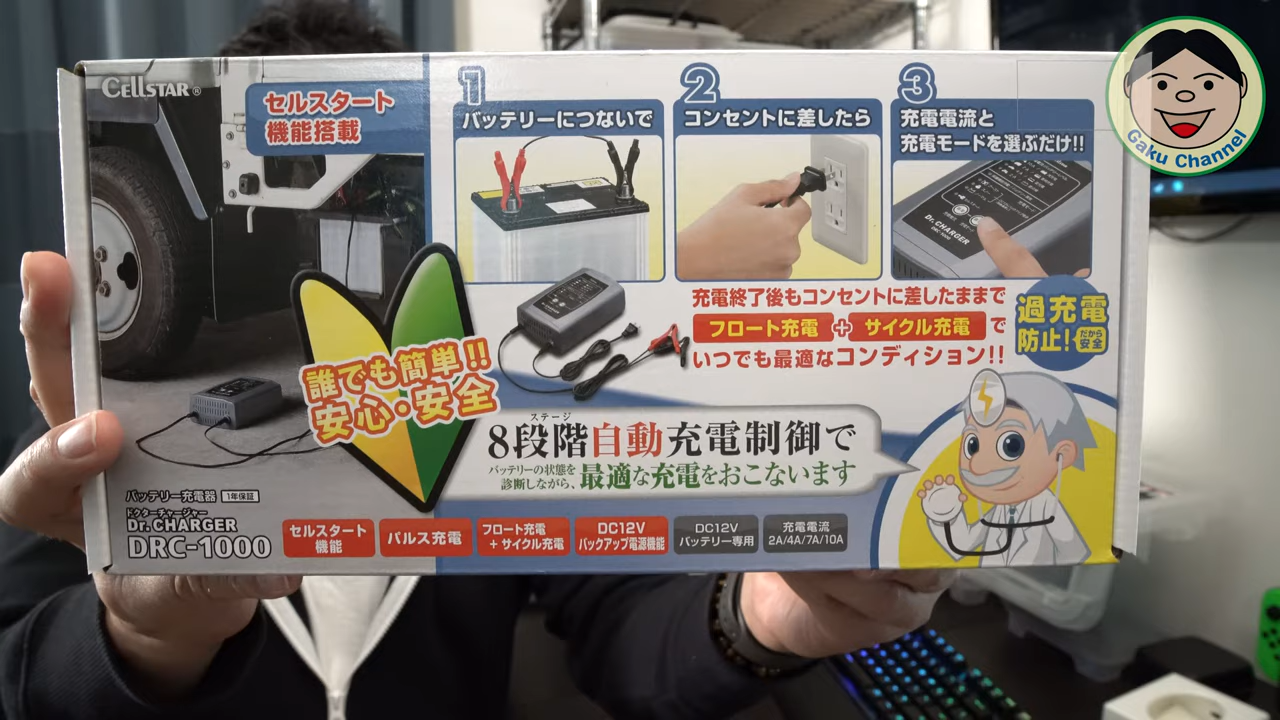 CELLSTAR®
セルスタート
機能搭載
1
バッテリーにつないで
2
コンセントに差したら
3
充電電流と
充電モードを選ぶだけ!!
Dr.CHARGER
DRC-1000
Gaku Channel
充電終了後もコンセントに差したままで
フロート充電+サイクル充電で
いつでも最適なコンディション!!
過充電
防止!だから安全
誰でも簡単!!
安心・安全
ステージ
8段階自動充電制御で
バッテリーの状態を
診断しながら、最適な充電をおこないます
バッテリー充電器 1年保証
ドクターチャージャー
Dr.CHARGER
DRC-1000
セルスタート
機能
パルス充電
フロート充電
+サイクル充電
DC12V
バックアップ電源機能
DC12V
バッテリー専用
充電電流
2A/4A/7A/10A